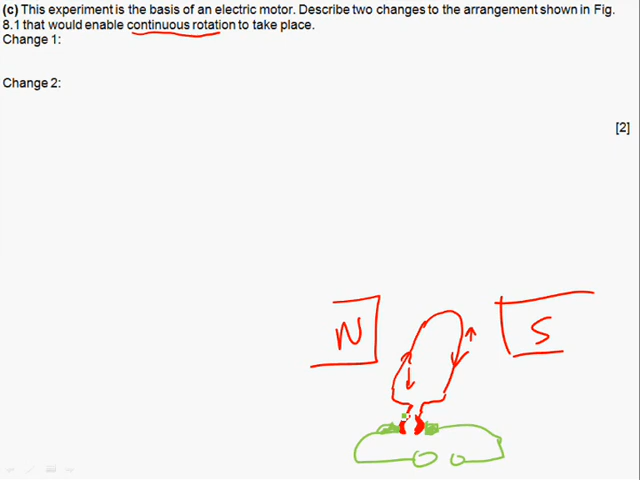 (c) This experiment is the basis of an electric motor. Describe two changes to the arrangement shown in Fig.
8.1 that would enable continuous rotation to take place.
Change 1:
Change 2:
[2]
N
S